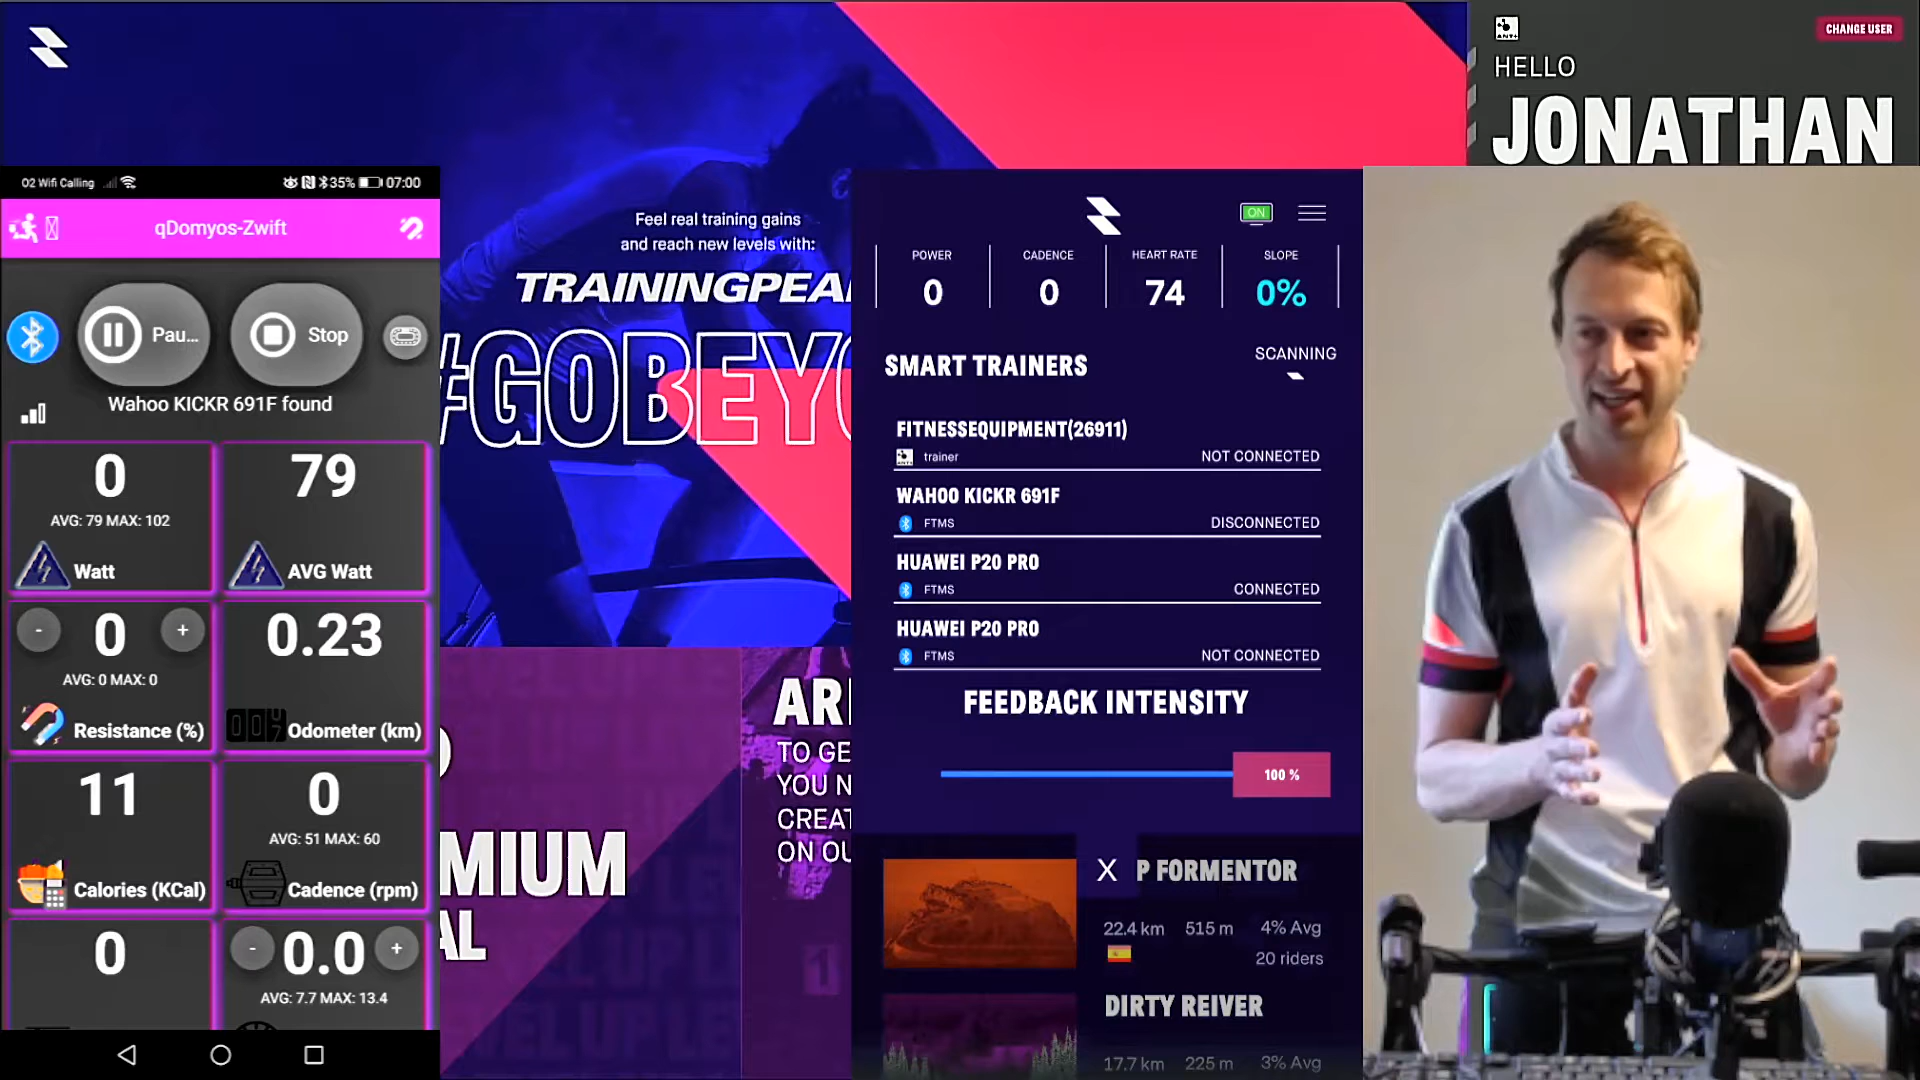 ANT+
CHANGE USER
HELLO
JONATHAN
O2 Wifi Calling
35%
07:00
qDomyos-Zwift
Pau...
Stop
Wahoo KICKR 691F found
0
AVG: 79 MAX: 102
Watt
79
AVG Watt
- 0 +
AVG: 0 MAX: 0
Resistance (%)
0.23
Odometer (km)
11
Calories (KCal)
0
AVG: 51 MAX: 60
Cadence (rpm)
0
- 0.0 +
AVG: 7.7 MAX: 13.4
Feel real training gains
and reach new levels with:
TRAININGPEA
#GOBEYO
MIUM
AL
AR
TO GE
YOU N
CREAT
ON OU
1
ON
POWER
0
CADENCE
0
HEART RATE
74
SLOPE
0%
SMART TRAINERS
SCANNING
FITNESSEQUIPMENT(26911)
trainer NOT CONNECTED
WAHOO KICKR 691F
FTMS DISCONNECTED
HUAWEI P20 PRO
FTMS CONNECTED
HUAWEI P20 PRO
FTMS NOT CONNECTED
FEEDBACK INTENSITY
100 %
X P FORMENTOR
22.4 km 515 m 4% Avg
20 riders
DIRTY REIVER
17.7 km 225 m 3% Avg